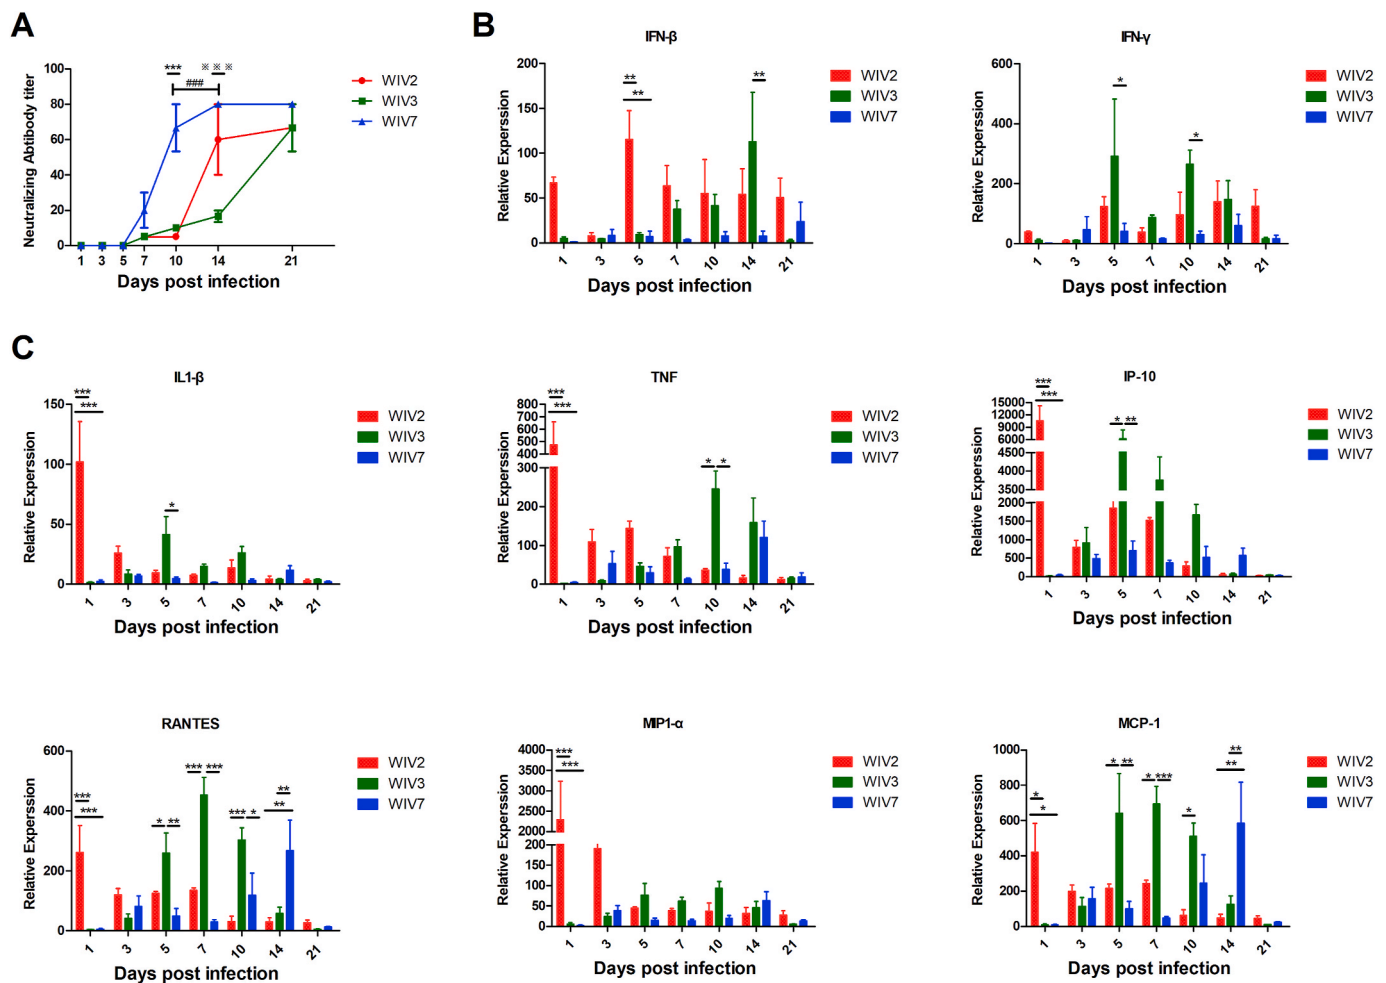 A
Neutralizing Abtibody titer
100
80
60
40
20
0
*** ※ ※ ※
###
1 3 5 7 10 14 21
Days post infection
WIV2
WIV3
WIV7
B
IFN-β
Relative Experssion
200
150
100
50
0
** **
**
1 3 5 7 10 14 21
Days post infection
WIV2
WIV3
WIV7
IFN-γ
Relative Experssion
600
400
200
0
*
*
1 3 5 7 10 14 21
Days post infection
WIV2
WIV3
WIV7
C
IL1-β
Relative Experssion
150
100
50
0
***
***
*
1 3 5 7 10 14 21
Days post infection
WIV2
WIV3
WIV7
TNF
Relative Experssion
800
700
600
500
400
300
200
100
0
***
***
* *
1 3 5 7 10 14 21
Days post infection
WIV2
WIV3
WIV7
IP-10
Relative Experssion
15000
12000
9000
6000
4500
4000
3500
2000
1500
1000
500
0
***
***
* **
1 3 5 7 10 14 21
Days post infection
WIV2
WIV3
WIV7
RANTES
Relative Experssion
600
400
200
0
***
***
* **
*** ***
*** *
**
**
1 3 5 7 10 14 21
Days post infection
WIV2
WIV3
WIV7
MIP1-α
Relative Experssion
4000
3500
3000
2500
2000
200
150
100
50
0
***
***
1 3 5 7 10 14 21
Days post infection
WIV2
WIV3
WIV7
MCP-1
Relative Experssion
1000
800
600
400
200
0
*
*
* **
* ***
*
**
**
1 3 5 7 10 14 21
Days post infection
WIV2
WIV3
WIV7